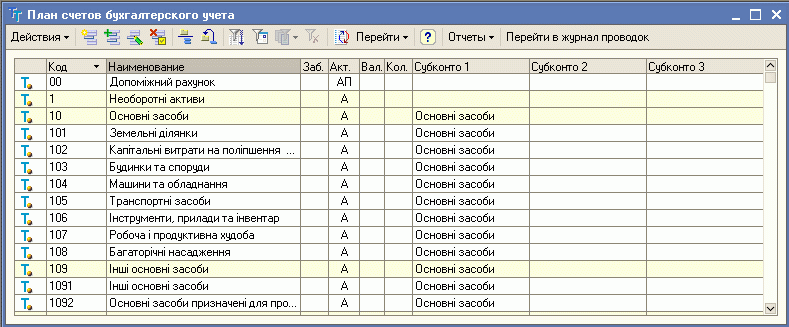 План счетов бухгалтерского учета
Действия Перейти ? Отчеты Перейти в журнал проводок
Код Наименование Заб. Акт. Вал. Кол. Субконто 1 Субконто 2 Субконто 3
00 Допоміжний рахунок АП
1 Необоротні активи А
10 Основні засоби А Основні засоби
101 Земельні ділянки А Основні засоби
102 Капітальні витрати на поліпшення ... А Основні засоби
103 Будинки та споруди А Основні засоби
104 Машини та обладнання А Основні засоби
105 Транспортні засоби А Основні засоби
106 Інструменти, прилади та інвентар А Основні засоби
107 Робоча і продуктивна худоба А Основні засоби
108 Багаторічні насадження А Основні засоби
109 Інші основні засоби А Основні засоби
1091 Інші основні засоби А Основні засоби
1092 Основні засоби призначені для про... А Основні засоби